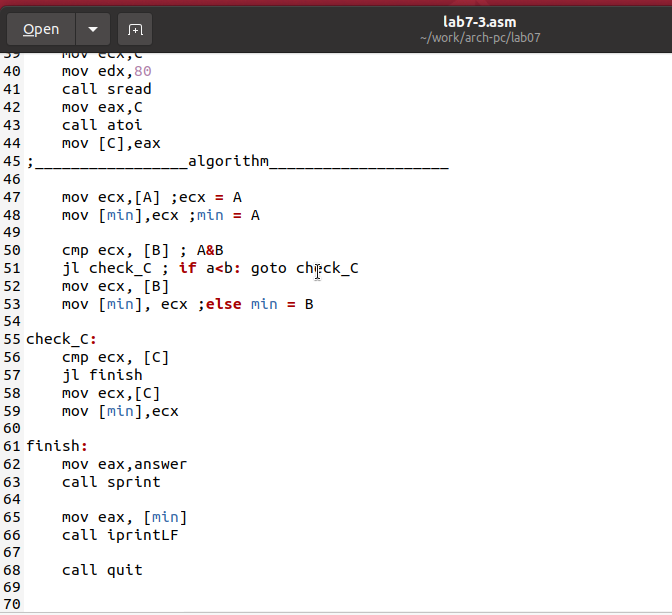 Open
lab7-3.asm
~/work/arch-pc/lab07
39 mov ecx,C
40 mov edx,80
41 call sread
42 mov eax,C
43 call atoi
44 mov [C],eax
45 ;_________________algorithm____________________
46
47 mov ecx,[A] ;ecx = A
48 mov [min],ecx ;min = A
49
50 cmp ecx, [B] ; A&B
51 jl check_C ; if a<b: goto check_C
52 mov ecx, [B]
53 mov [min], ecx ;else min = B
54
55 check_C:
56 cmp ecx, [C]
57 jl finish
58 mov ecx,[C]
59 mov [min],ecx
60
61 finish:
62 mov eax,answer
63 call sprint
64
65 mov eax, [min]
66 call iprintLF
67
68 call quit
69
70